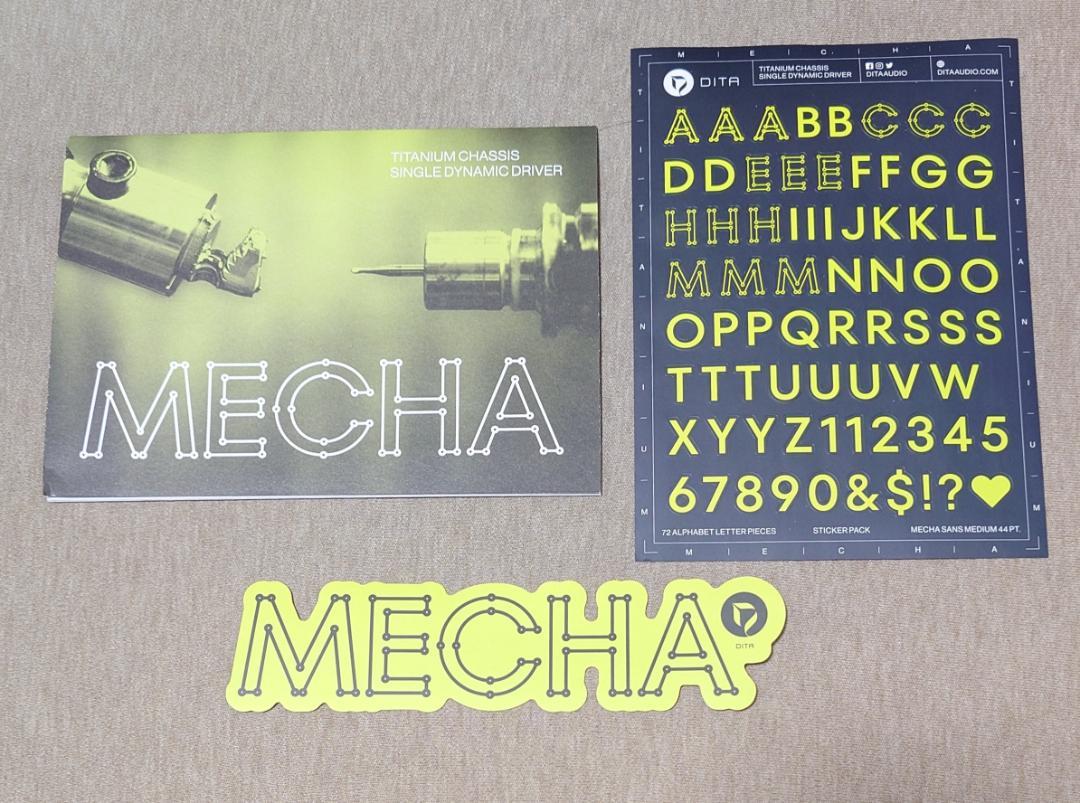 TITANIUM CHASSIS
SINGLE DYNAMIC DRIVER
MECHA
M | E | C | H | A
DITA
TITANIUM CHASSIS
SINGLE DYNAMIC DRIVER
DITAAUDIO
DITAAUDIO.COM
AAABBCCC
DDEEEFFGG
HHHIIIJKKLL
MMMNNOO
OPPQRRSSS
TTTUUUVW
XYYZ112345
67890&$!?♥
72 ALPHABET LETTER PIECES
STICKER PACK
MECHA SANS MEDIUM 44 PT.
M | E | C | H | A
T | I | T | A | N | I | U | M
T | I | T | A | N | I | U | M
MECHA
DITA